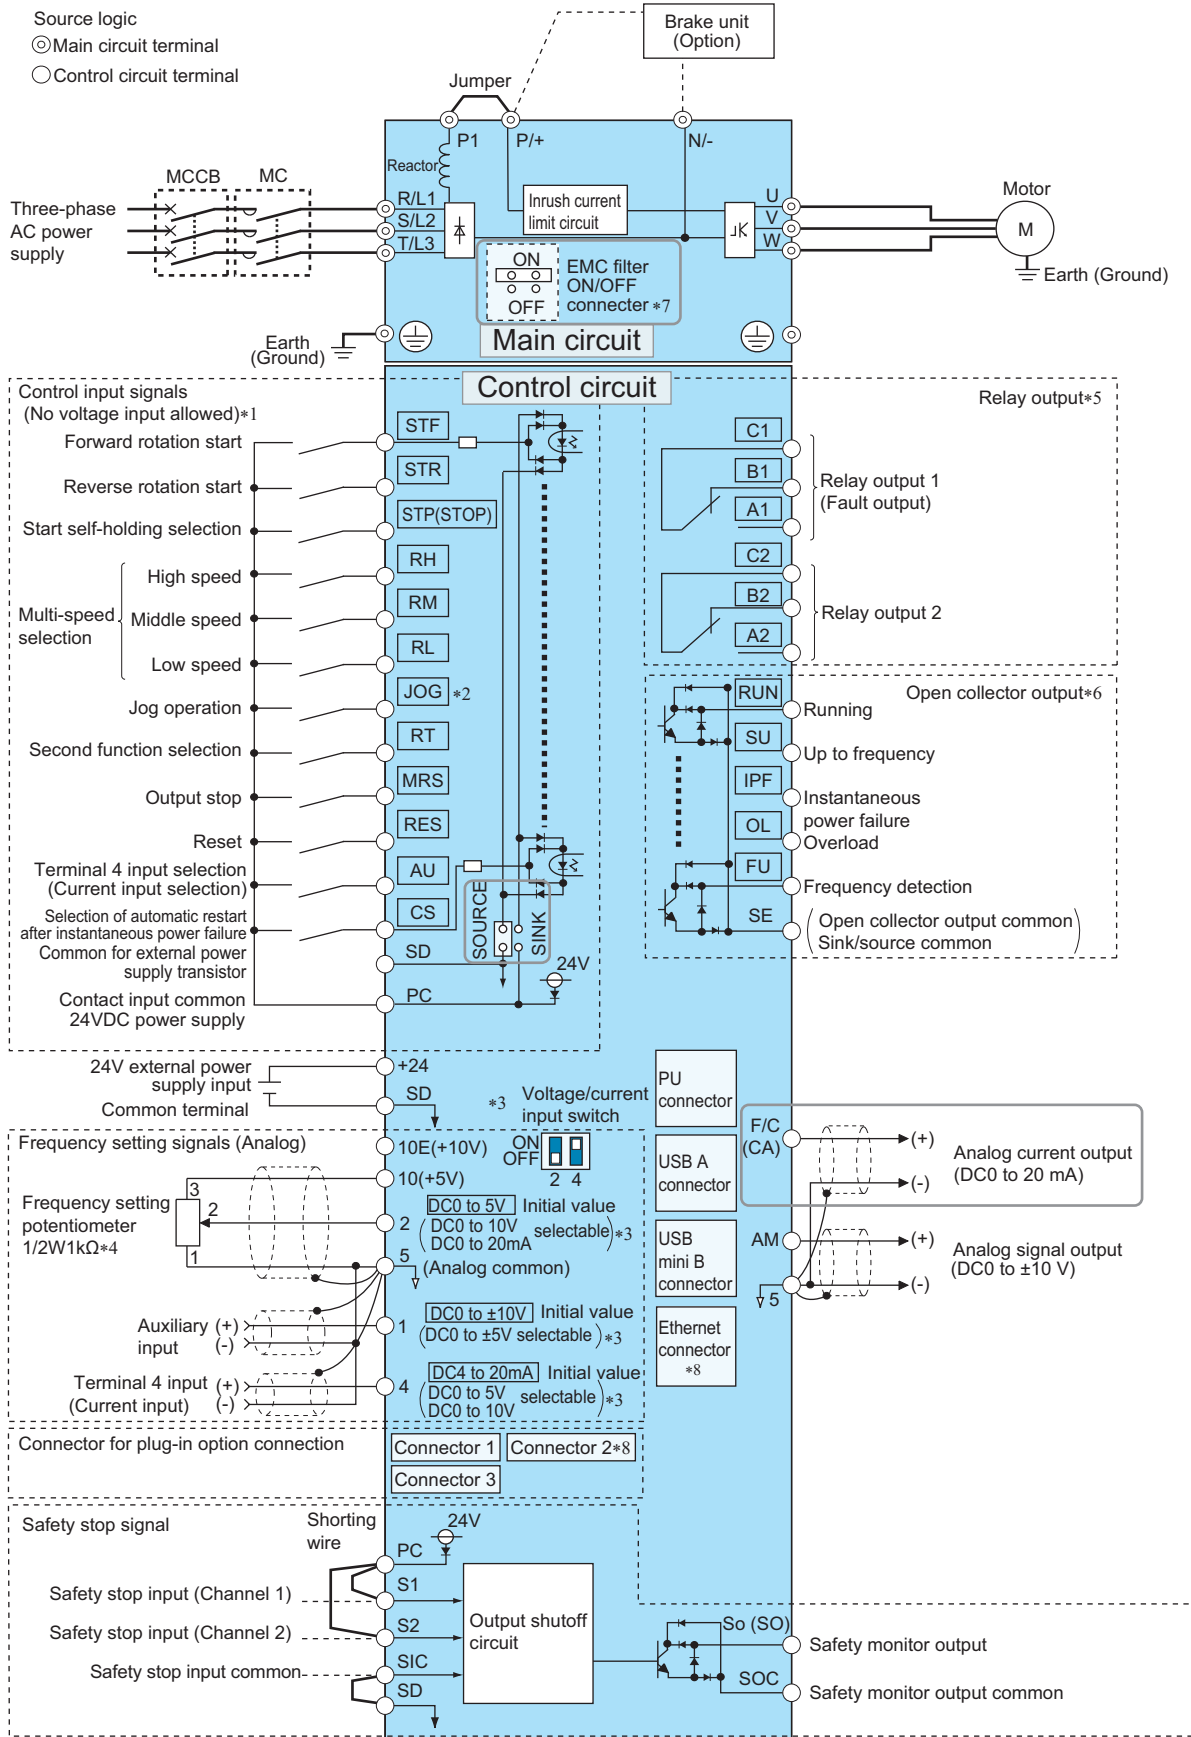 Source logic
Main circuit terminal
Control circuit terminal
Brake unit
(Option)
Jumper
P1
P/+
N/-
Reactor
MCCB
MC
R/L1
S/L2
T/L3
Three-phase
AC power
supply
Inrush current
limit circuit
U
V
W
Motor
M
Earth (Ground)
ON
OFF
EMC filter
ON/OFF
connecter *7
Main circuit
Earth
(Ground)
Control circuit
Control input signals
(No voltage input allowed)*1
Forward rotation start
STF
Reverse rotation start
STR
Start self-holding selection
STP(STOP)
Multi-speed
selection
High speed
RH
Middle speed
RM
Low speed
RL
Jog operation
JOG *2
Second function selection
RT
Output stop
MRS
Reset
RES
Terminal 4 input selection
(Current input selection)
AU
Selection of automatic restart
after instantaneous power failure
CS
Common for external power
supply transistor
SD
Contact input common
24VDC power supply
PC
SOURCE
SINK
24V
Relay output*5
C1
B1
A1
Relay output 1
(Fault output)
C2
B2
A2
Relay output 2
Open collector output*6
RUN
Running
SU
Up to frequency
IPF
Instantaneous
power failure
OL
Overload
FU
Frequency detection
SE
Open collector output common
Sink/source common
24V external power
supply input
+24
Common terminal
SD
*3 Voltage/current
input switch
ON
OFF
2 4
Frequency setting signals (Analog)
10E(+10V)
10(+5V)
Frequency setting
potentiometer
1/2W1kΩ*4
3
2
1
2
DC0 to 5V Initial value
DC0 to 10V
DC0 to 20mA selectable *3
5
(Analog common)
Auxiliary
input
(+)
(-)
1
DC0 to ±10V Initial value
(DC0 to ±5V selectable) *3
Terminal 4 input
(Current input)
(+)
(-)
4
DC4 to 20mA Initial value
DC0 to 5V
DC0 to 10V selectable *3
PU
connector
USB A
connector
USB
mini B
connector
Ethernet
connector
*8
F/C
(CA)
(+)
(-)
Analog current output
(DC0 to 20 mA)
AM
5
(+)
(-)
Analog signal output
(DC0 to ±10 V)
Connector for plug-in option connection
Connector 1
Connector 2*8
Connector 3
Safety stop signal
Shorting
wire
24V
PC
Safety stop input (Channel 1)
S1
Safety stop input (Channel 2)
S2
Safety stop input common
SIC
SD
Output shutoff
circuit
So (SO)
Safety monitor output
SOC
Safety monitor output common